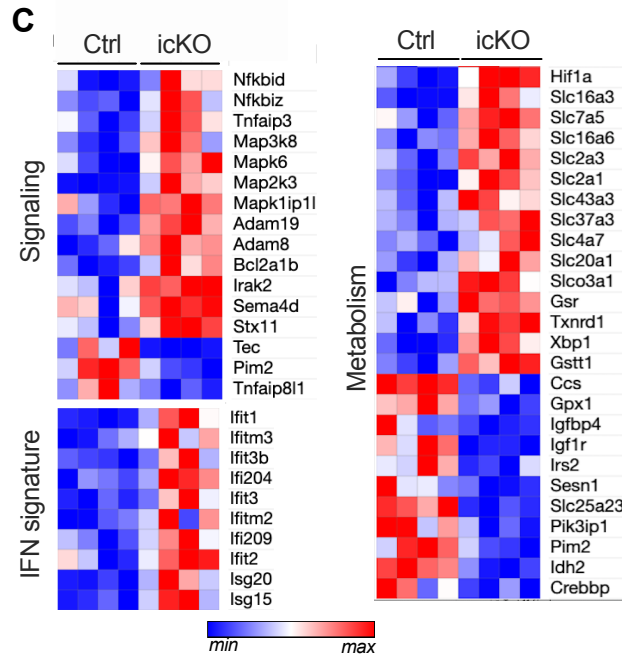 C
Ctrl icKO
Signaling
Nfkbid
Nfkbiz
Tnfaip3
Map3k8
Mapk6
Map2k3
Mapk1ip1l
Adam19
Adam8
Bcl2a1b
Irak2
Sema4d
Stx11
Tec
Pim2
Tnfaip8l1
IFN signature
Ifit1
Ifitm3
Ifit3b
Ifi204
Ifit3
Ifitm2
Ifi209
Ifit2
Isg20
Isg15
Ctrl icKO
Metabolism
Hif1a
Slc16a3
Slc7a5
Slc16a6
Slc2a3
Slc2a1
Slc43a3
Slc37a3
Slc4a7
Slc20a1
Slco3a1
Gsr
Txnrd1
Xbp1
Gstt1
Ccs
Gpx1
Igfbp4
Igf1r
Irs2
Sesn1
Slc25a23
Pik3ip1
Pim2
Idh2
Crebbp
min max